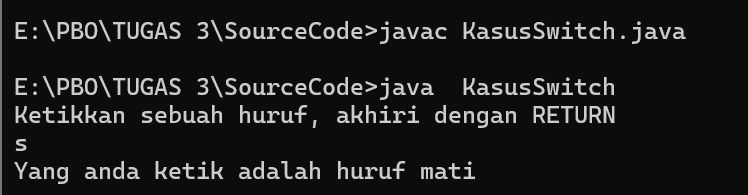 E:\PBO\TUGAS 3\SourceCode>javac KasusSwitch.java
E:\PBO\TUGAS 3\SourceCode>java  KasusSwitch
Ketikkan sebuah huruf, akhiri dengan RETURN
s
Yang anda ketik adalah huruf mati